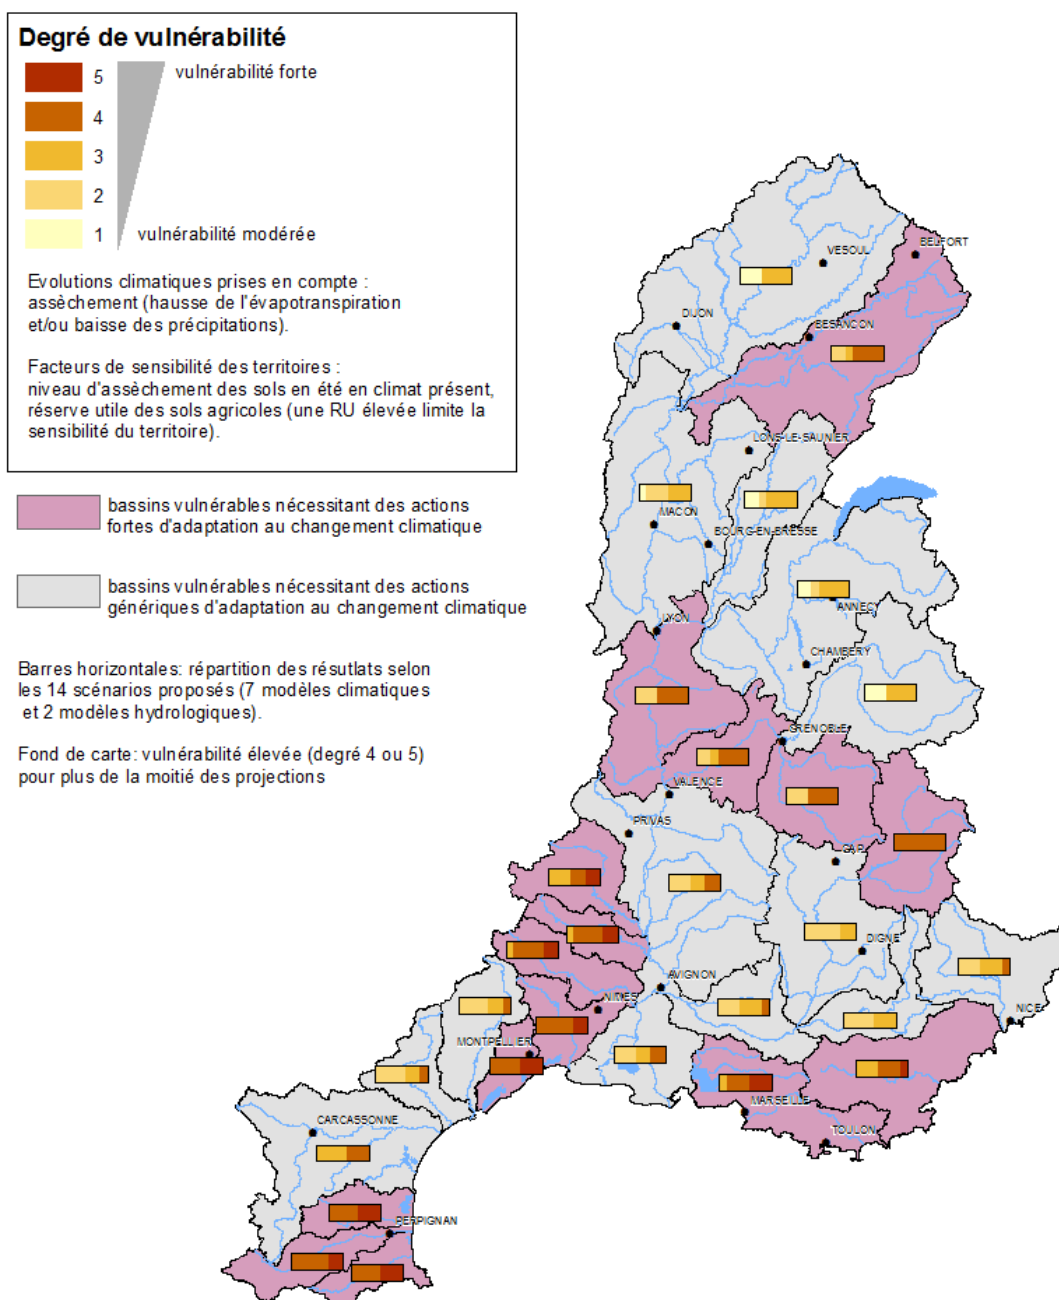 Degré de vulnérabilité
5
vulnérabilité forte
4
3
2
1
vulnérabilité modérée
Evolutions climatiques prises en compte :
assèchement (hausse de l'évapotranspiration
et/ou baisse des précipitations).
Facteurs de sensibilité des territoires :
niveau d'assèchement des sols en été en climat présent,
réserve utile des sols agricoles (une RU élevée limite la
sensibilité du territoire).
bassins vulnérables nécessitant des actions
fortes d'adaptation au changement climatique
bassins vulnérables nécessitant des actions
génériques d'adaptation au changement climatique
Barres horizontales: répartition des résutlats selon
les 14 scénarios proposés (7 modèles climatiques
et 2 modèles hydrologiques).
Fond de carte: vulnérabilité élevée (degré 4 ou 5)
pour plus de la moitié des projections
BELFORT
VESOUL
DIJON
BESANCON
LONS-LE-SAUNIER
MACON
BOURG-EN-BRESSE
ANNECY
LYON
CHAMBERY
GRENOBLE
VALENCE
PRIVAS
GAP
DIGNE
AVIGNON
NIMES
NICE
MONTPELLIER
MARSEILLE
CARCASSONNE
TOULON
PERPIGNAN